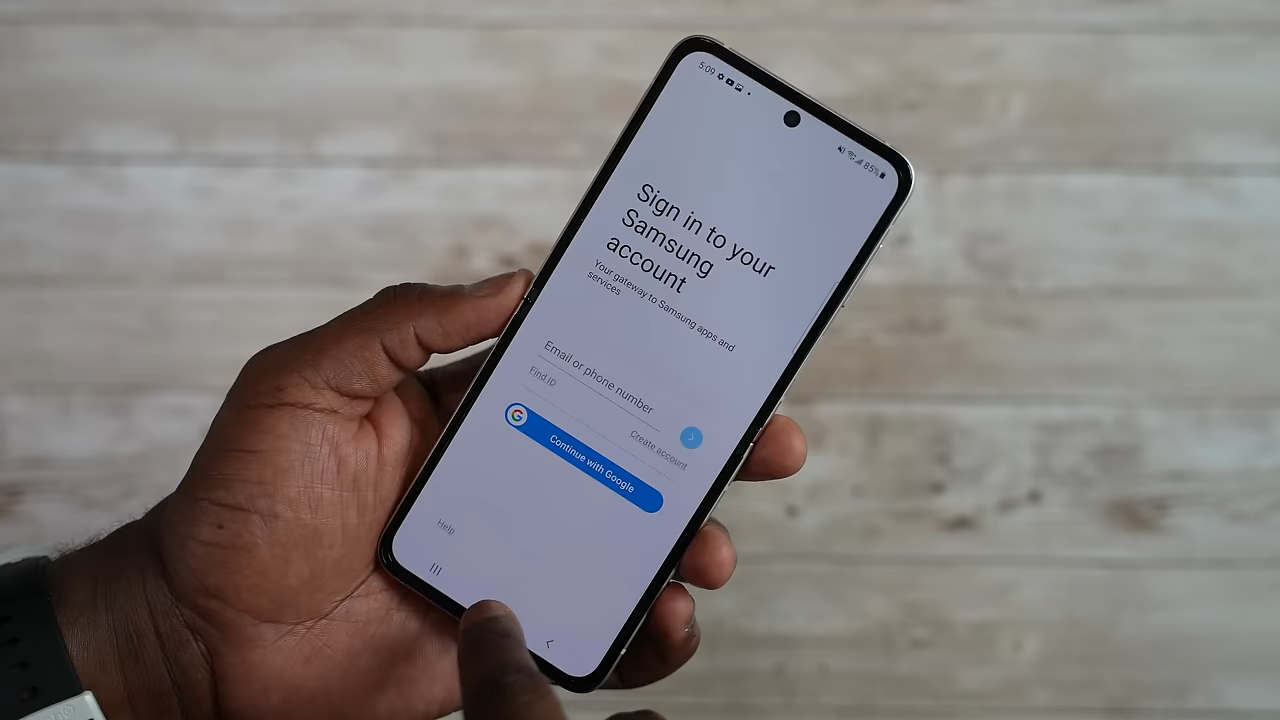 5:09
85%
Sign in to your
Samsung
account
Your gateway to Samsung apps and
services
Email or phone number
Find ID
Create account
G
Continue with Google
Help